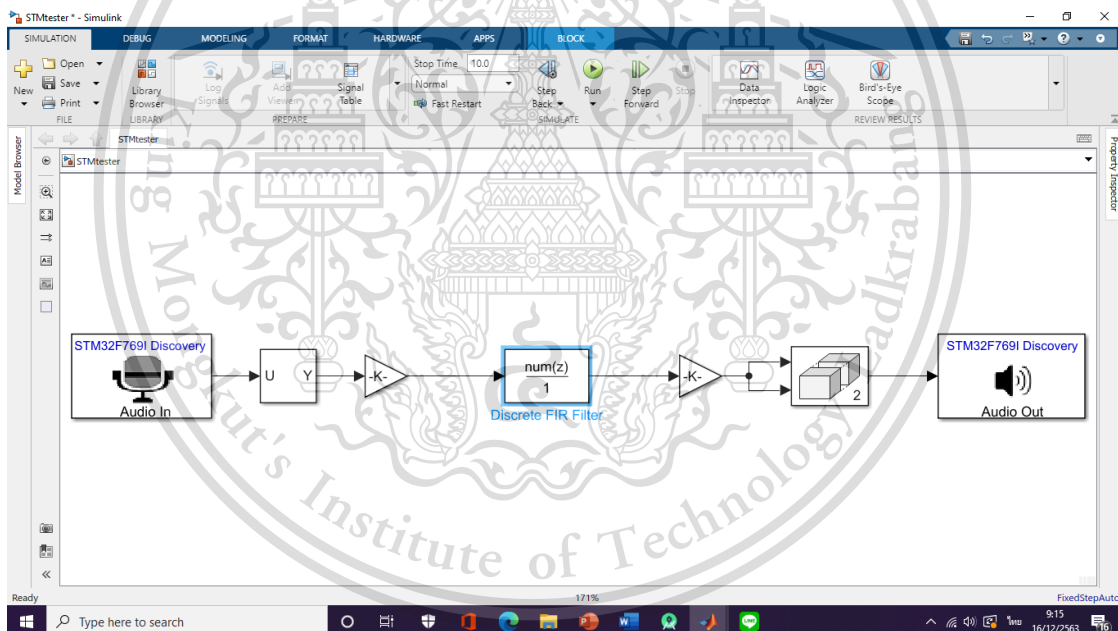 STMtester * - Simulink
SIMULATION DEBUG MODELING FORMAT HARDWARE APPS BLOCK
New
Open
Save
Print
FILE
Library Browser
LIBRARY
Log Signals
Add Viewer
Signal Table
PREPARE
Stop Time 10.0
Normal
Fast Restart
Step Back
Run
Step Forward
Stop
SIMULATE
Data Inspector
Logic Analyzer
Bird's-Eye Scope
REVIEW RESULTS
STMtester
STMtester
Model Browser
Property Inspector
STM32F769I Discovery
Audio In
U Y
-K-
num(z)
1
Discrete FIR Filter
-K-
2
STM32F769I Discovery
Audio Out
King Mongkut's Institute of Technology Ladkrabang
Ready
171%
FixedStepAuto
Type here to search
ไทย
9:15
16/12/2563
16